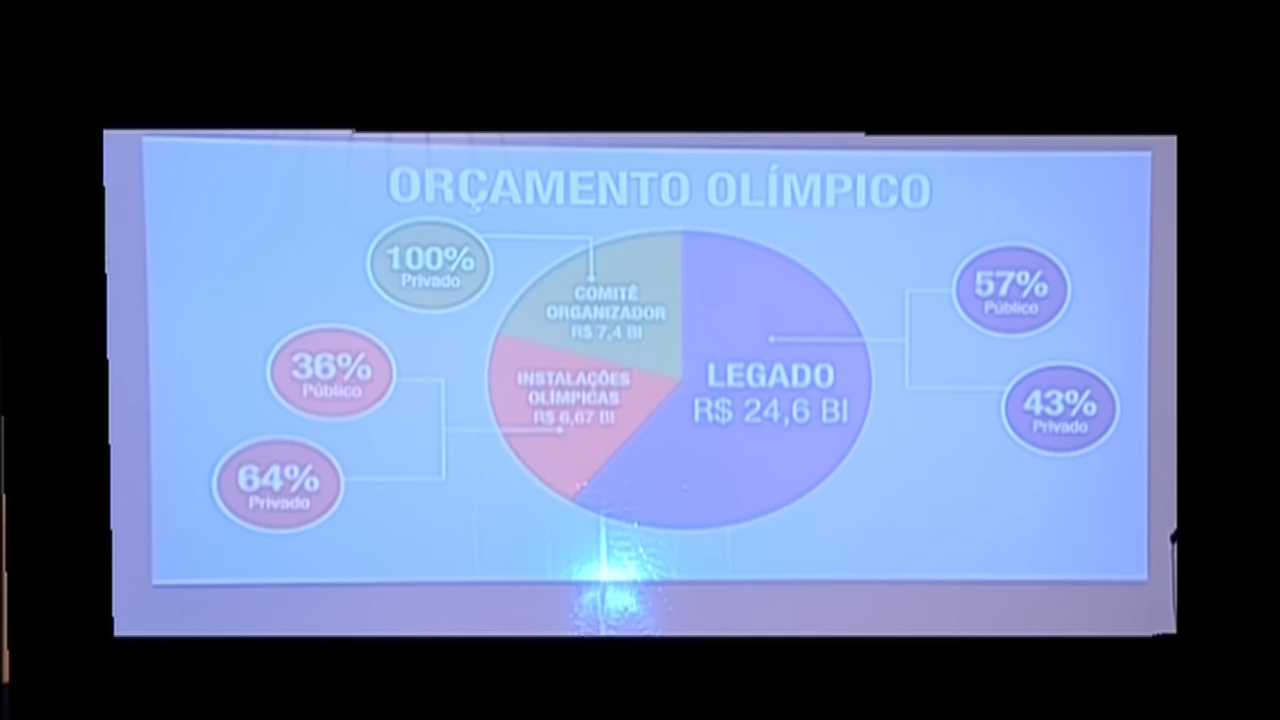 ORÇAMENTO OLÍMPICO
100%
Privado
COMITÊ
ORGANIZADOR
R$ 7,4 BI
57%
Público
36%
Público
INSTALAÇÕES
OLÍMPICAS
R$ 6,67 BI
LEGADO
R$ 24,6 BI
43%
Privado
64%
Privado